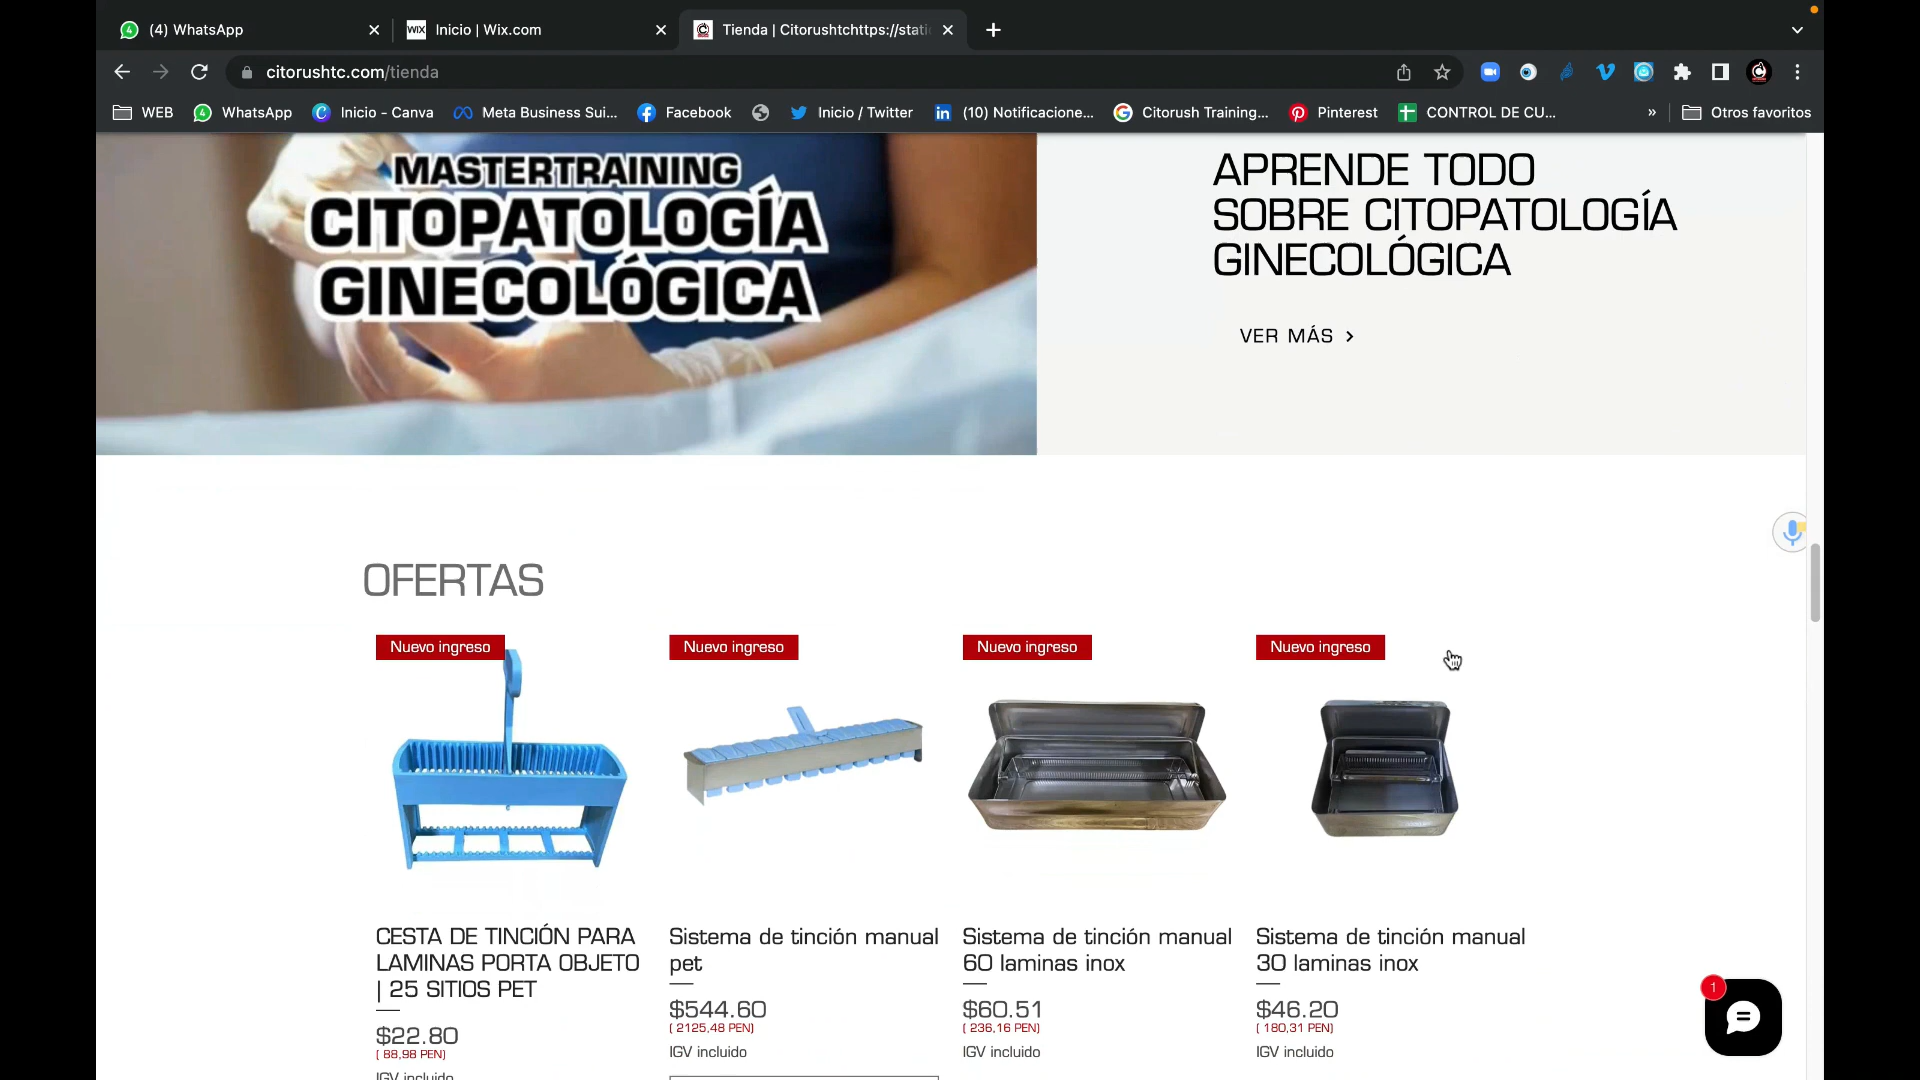 (4) WhatsApp
Inicio | Wix.com
Tienda | Citorushtchttps://stati
citorushtc.com/tienda
WEB
WhatsApp
Inicio - Canva
Meta Business Sui...
Facebook
Inicio / Twitter
(10) Notificacione...
Citorush Training...
Pinterest
CONTROL DE CU...
»
Otros favoritos
MASTERTRAINING
CITOPATOLOGÍA
GINECOLÓGICA
APRENDE TODO
SOBRE CITOPATOLOGÍA
GINECOLÓGICA
VER MÁS >
OFERTAS
Nuevo ingreso
Nuevo ingreso
Nuevo ingreso
Nuevo ingreso
CESTA DE TINCIÓN PARA
LAMINAS PORTA OBJETO
| 25 SITIOS PET
$22.80
( 88,98 PEN)
IGV incluido
Sistema de tinción manual
pet
$544.60
( 2125,48 PEN)
IGV incluido
Sistema de tinción manual
60 laminas inox
$60.51
( 236,16 PEN)
IGV incluido
Sistema de tinción manual
30 laminas inox
$46.20
( 180,31 PEN)
IGV incluido
1